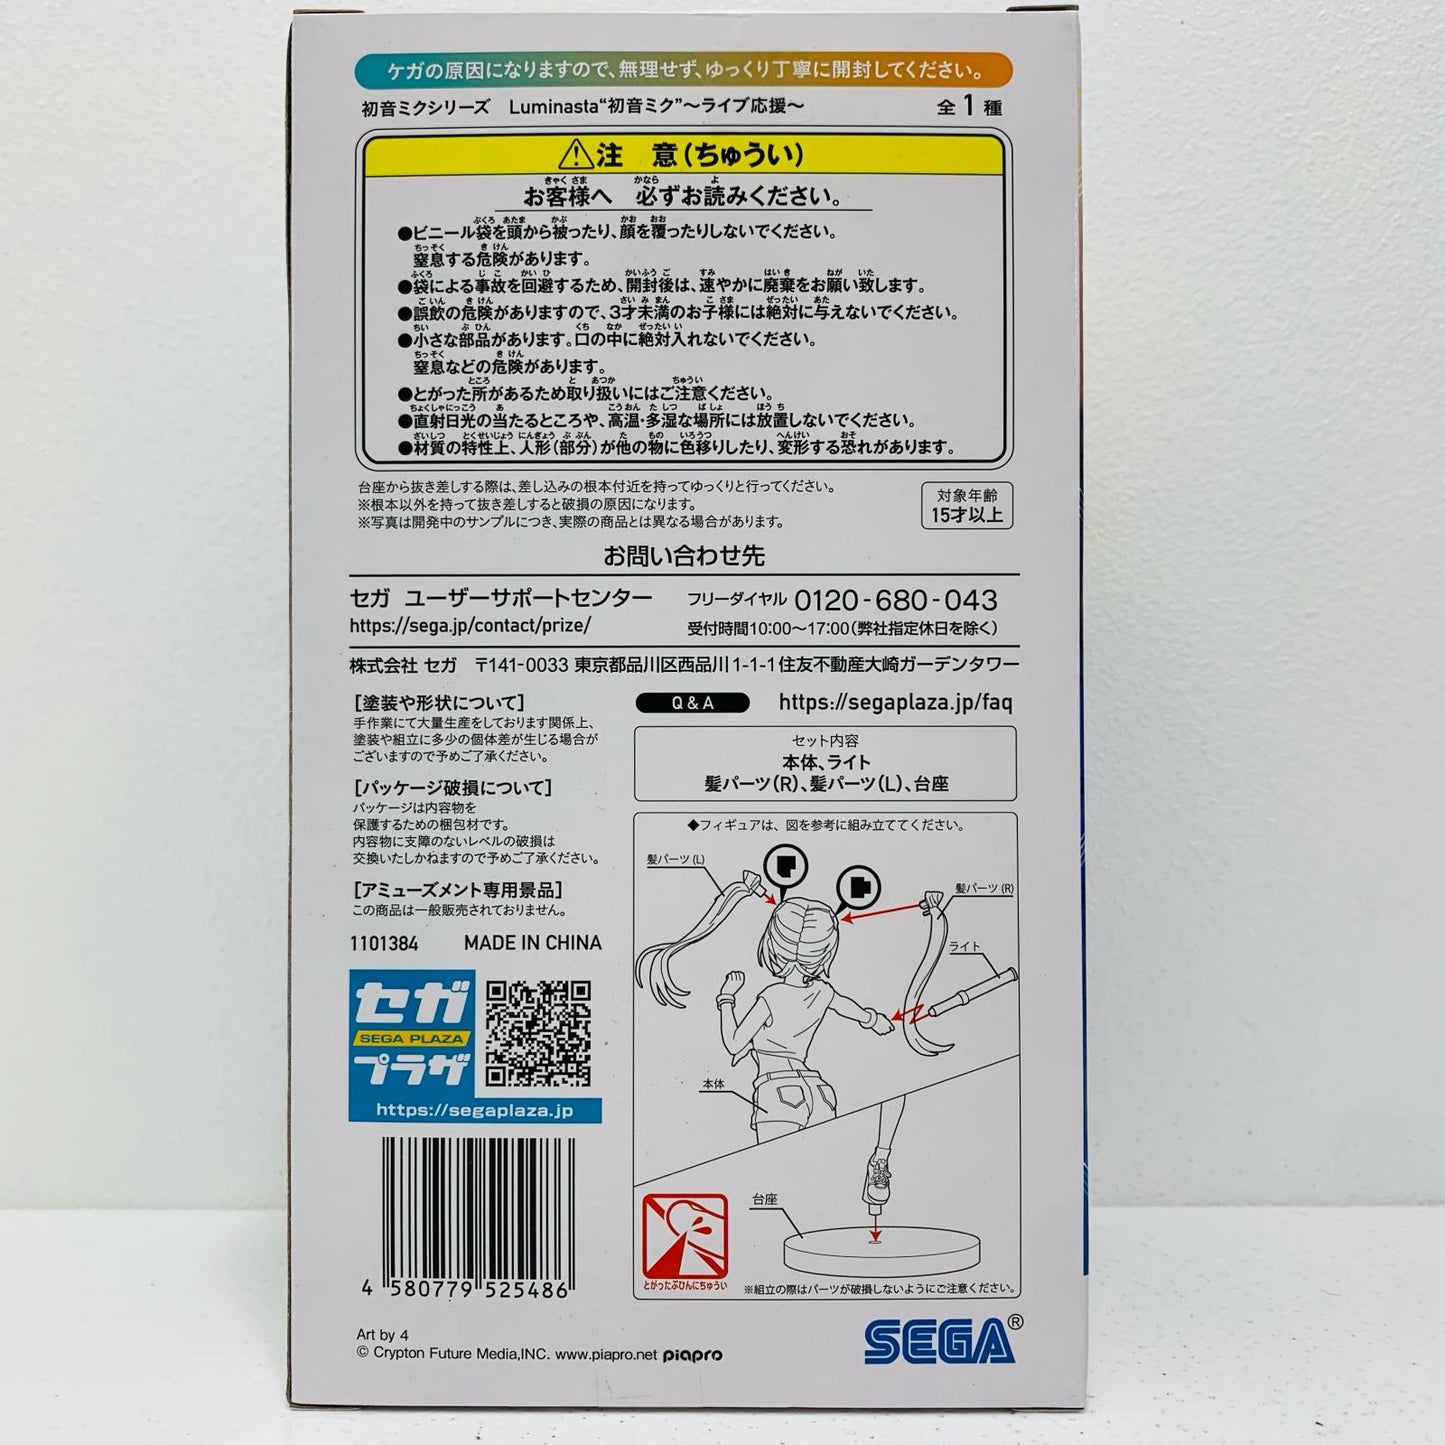 ケガの原因になりますので、無理せず、ゆっくり丁寧に開封してください。
初音ミクシリーズ Luminasta“初音ミク”～ライブ応援～ 全1種
⚠注 意(ちゅうい)
お客様へ 必ずお読みください。
●ビニール袋を頭から被ったり、顔を覆ったりしないでください。
窒息する危険があります。
●袋による事故を回避するため、開封後は、速やかに廃棄をお願い致します。
●誤飲の危険がありますので、3才未満のお子様には絶対に与えないでください。
●小さな部品があります。口の中に絶対入れないでください。
窒息などの危険があります。
●とがった所があるため取り扱いにはご注意ください。
●直射日光の当たるところや、高温・多湿な場所には放置しないでください。
●材質の特性上、人形(部分)が他の物に色移りしたり、変形する恐れがあります。
台座から抜き差しする際は、差し込みの根本付近を持ってゆっくりと行ってください。
※根本以外を持って抜き差しすると破損の原因になります。
※写真は開発中のサンプルにつき、実際の商品とは異なる場合があります。
対象年齢
15才以上
お問い合わせ先
セガ ユーザーサポートセンター
https://sega.jp/contact/prize/
フリーダイヤル 0120-680-043
受付時間10:00～17:00(弊社指定休日を除く)
株式会社 セガ 〒141-0033 東京都品川区西品川1-1-1住友不動産大崎ガーデンタワー
[塗装や形状について]
手作業にて大量生産をしております関係上、
塗装や組立に多少の個体差が生じる場合が
ございますので予めご了承ください。
[パッケージ破損について]
パッケージは内容物を
保護するための梱包材です。
内容物に支障のないレベルの破損は
交換いたしかねますので予めご了承ください。
[アミューズメント専用景品]
この商品は一般販売されておりません。
1101384 MADE IN CHINA
セガ
SEGA PLAZA
プラザ
https://segaplaza.jp
4 580779 525486
Art by 4
© Crypton Future Media,INC. www.piapro.net piapro
Q&A https://segaplaza.jp/faq
セット内容
本体、ライト
髪パーツ(R)、髪パーツ(L)、台座
◆フィギュアは、図を参考に組み立ててください。
髪パーツ(L)
髪パーツ(R)
ライト
本体
台座
とがったぶひんにちゅうい
※組立の際はパーツが破損しないようにご注意ください。
SEGA®